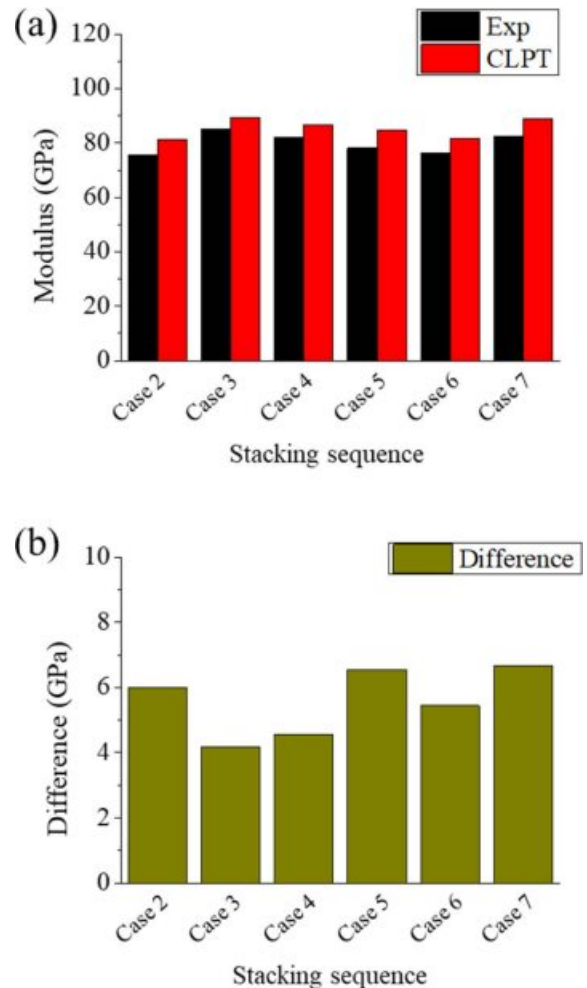 (a)
Exp
CLPT
120
100
80
60
40
20
0
Modulus (GPa)
Case 2
Case 3
Case 4
Case 5
Case 6
Case 7
Stacking sequence
(b)
Difference
10
8
6
4
2
0
Difference (GPa)
Case 2
Case 3
Case 4
Case 5
Case 6
Case 7
Stacking sequence